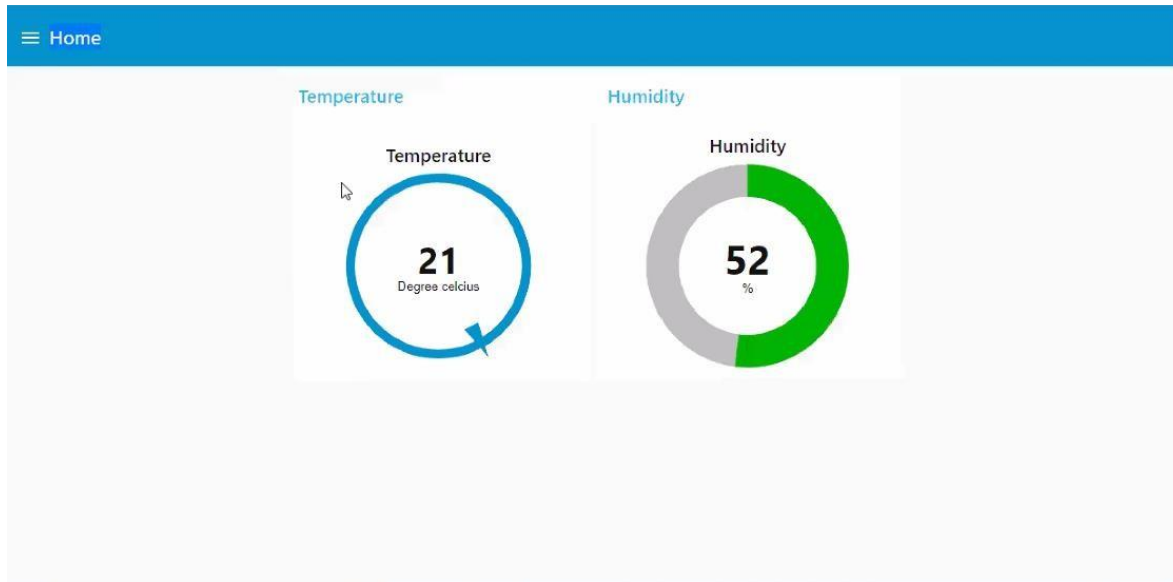 Home
Temperature
Humidity
Temperature
21
Degree celcius
Humidity
52
%